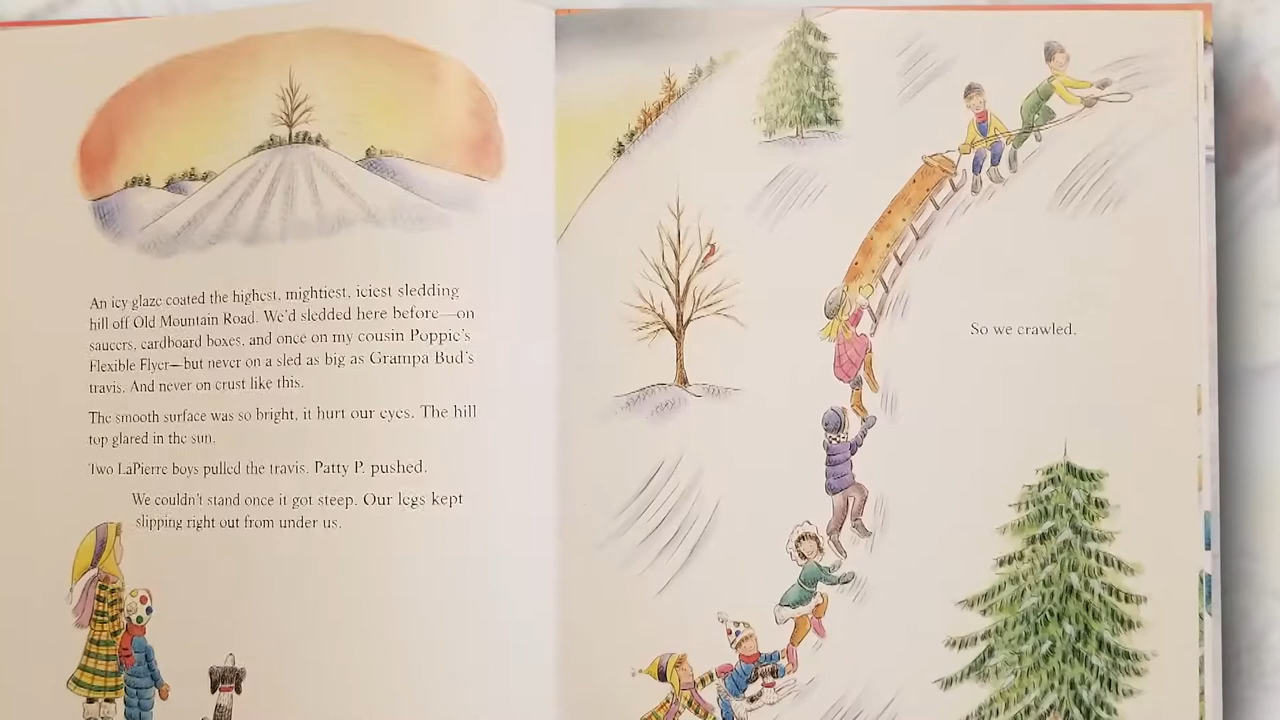 An icy glaze coated the highest, mightiest, iciest sledding
hill off Old Mountain Road. We'd sledded here before—on
saucers, cardboard boxes, and once on my cousin Poppie's
Flexible Flyer—but never on a sled as big as Grampa Bud's
travis. And never on crust like this.
The smooth surface was so bright, it hurt our eyes. The hill
top glared in the sun.
Two LaPierre boys pulled the travis. Patty P. pushed.
We couldn't stand once it got steep. Our legs kept
slipping right out from under us.
So we crawled.